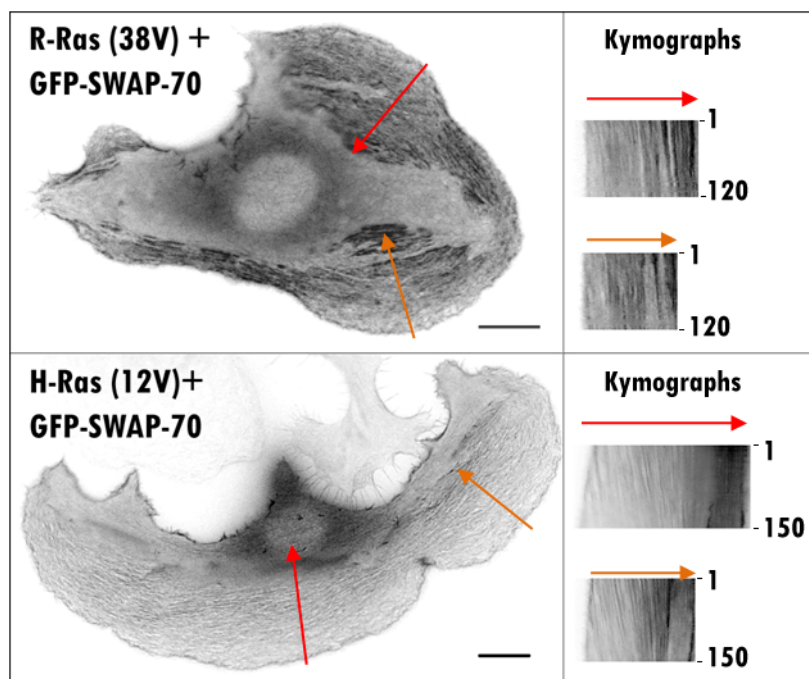 R-Ras (38V) +
GFP-SWAP-70
Kymographs
1
120
1
120
H-Ras (12V)+
GFP-SWAP-70
Kymographs
1
150
1
150